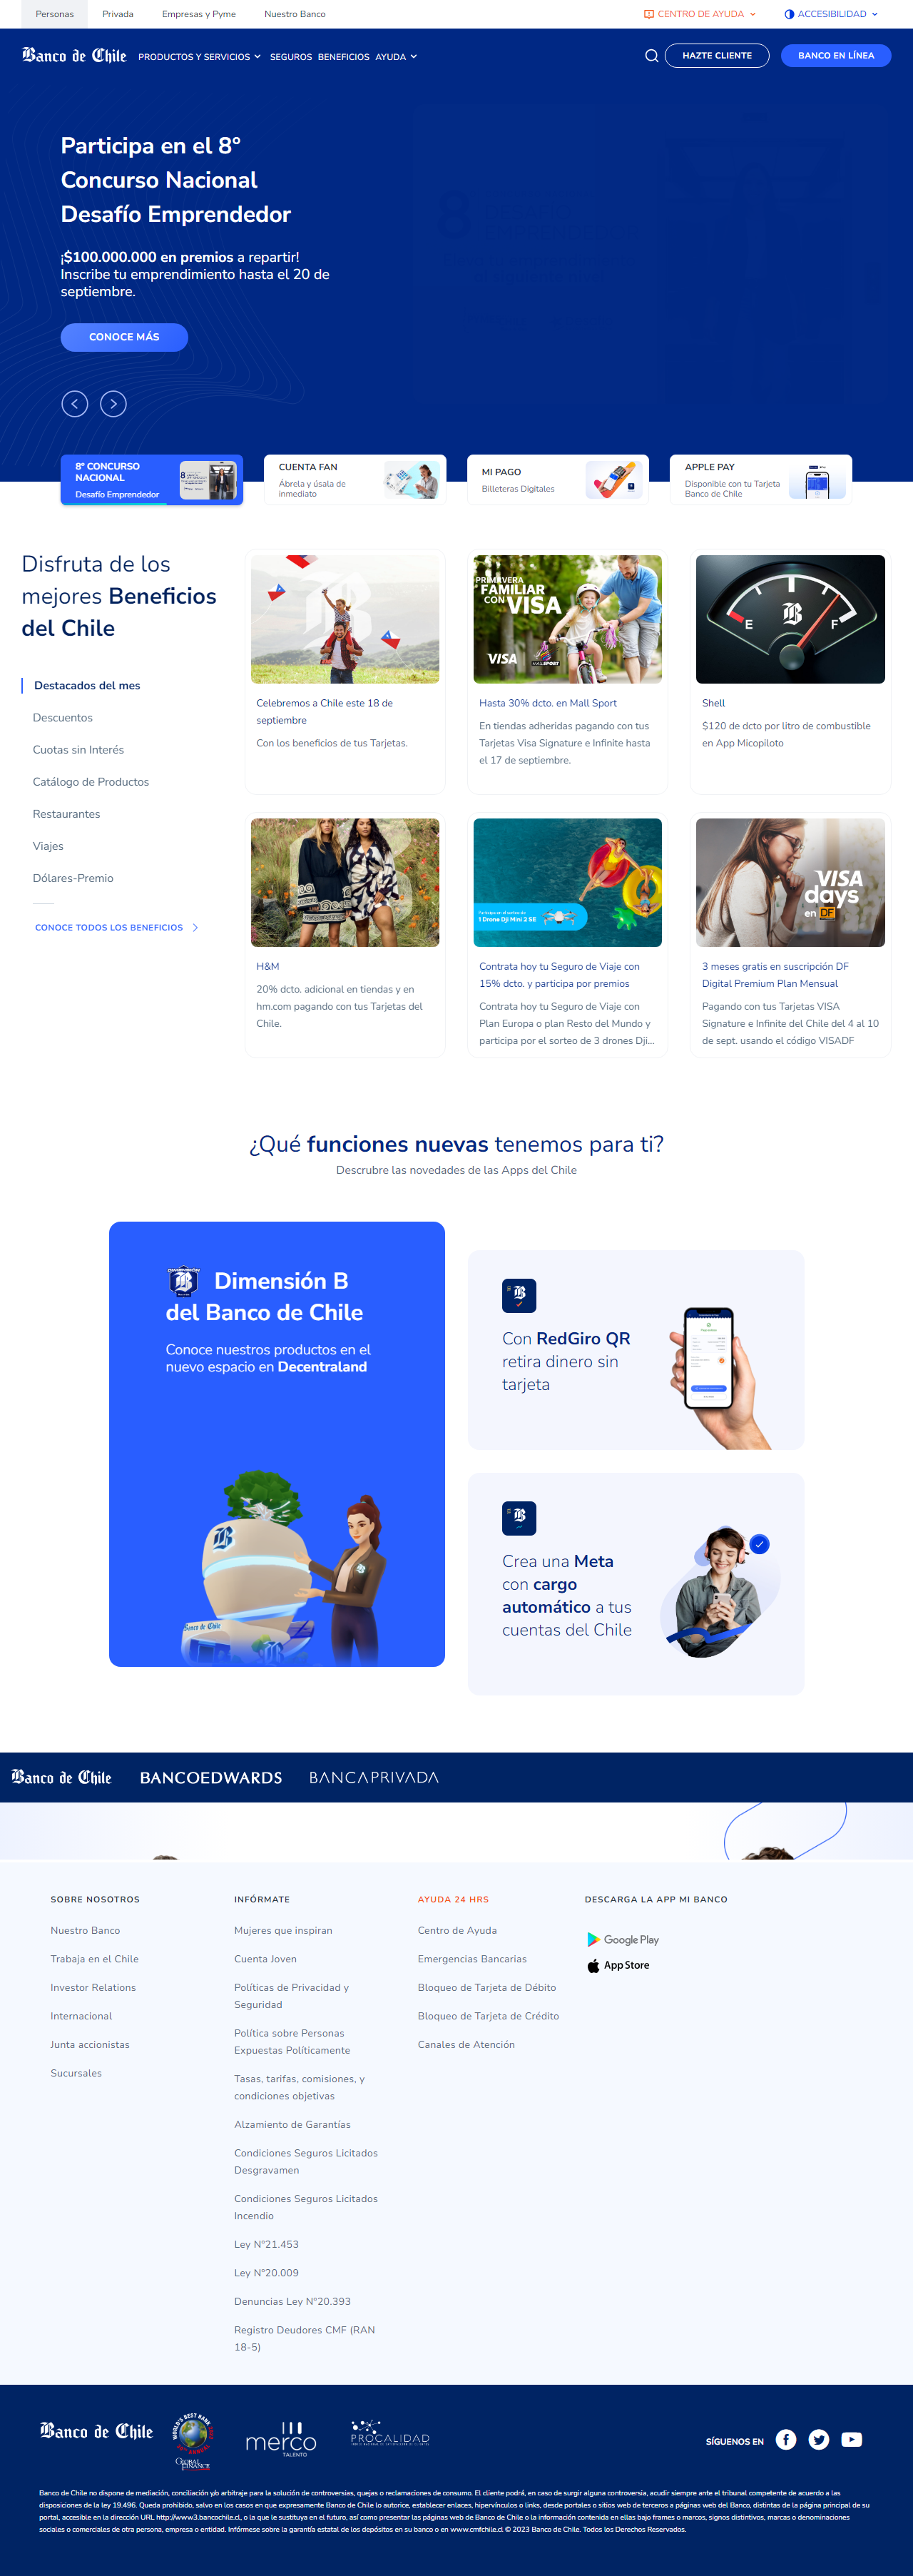 Personas
Privada
Empresas y Pyme
Nuestro Banco
CENTRO DE AYUDA
ACCESIBILIDAD
Banco de Chile
PRODUCTOS Y SERVICIOS
SEGUROS
BENEFICIOS
AYUDA
HAZTE CLIENTE
BANCO EN LÍNEA
Participa en el 8º
Concurso Nacional
Desafío Emprendedor
¡$100.000.000 en premios a repartir!
Inscribe tu emprendimiento hasta el 20 de
septiembre.
CONOCE MÁS
8º CONCURSO
NACIONAL
Desafío Emprendedor
CUENTA FAN
Ábrela y úsala de
inmediato
MI PAGO
Billeteras Digitales
APPLE PAY
Disponible con tu Tarjeta
Banco de Chile
Disfruta de los
mejores Beneficios
del Chile
Destacados del mes
Descuentos
Cuotas sin Interés
Catálogo de Productos
Restaurantes
Viajes
Dólares-Premio
CONOCE TODOS LOS BENEFICIOS
Celebremos a Chile este 18 de
septiembre
Con los beneficios de tus Tarjetas.
PRIMAVERA
FAMILIAR
CON VISA
VISA
MALLSPORT
Hasta 30% dcto. en Mall Sport
En tiendas adheridas pagando con tus
Tarjetas Visa Signature e Infinite hasta
el 17 de septiembre.
E
B
F
Shell
$120 de dcto por litro de combustible
en App Micopiloto
H&M
20% dcto. adicional en tiendas y en
hm.com pagando con tus Tarjetas del
Chile.
Participa en el sorteo de
1 Drone Dji Mini 2 SE
Contrata hoy tu Seguro de Viaje con
15% dcto. y participa por premios
Contrata hoy tu Seguro de Viaje con
Plan Europa o plan Resto del Mundo y
participa por el sorteo de 3 drones Dji...
VISA
days
en DF
3 meses gratis en suscripción DF
Digital Premium Plan Mensual
Pagando con tus Tarjetas VISA
Signature e Infinite del Chile del 4 al 10
de sept. usando el código VISADF
¿Qué funciones nuevas tenemos para ti?
Descrubre las novedades de las Apps del Chile
DIMENSIÓN
B
Dimensión B
del Banco de Chile
Conoce nuestros productos en el
nuevo espacio en Decentraland
B
Banco de Chile
B
Con RedGiro QR
retira dinero sin
tarjeta
B
Crea una Meta
con cargo
automático a tus
cuentas del Chile
Banco de Chile
BANCOEDWARDS
BANCAPRIVADA
SOBRE NOSOTROS
Nuestro Banco
Trabaja en el Chile
Investor Relations
Internacional
Junta accionistas
Sucursales
INFÓRMATE
Mujeres que inspiran
Cuenta Joven
Políticas de Privacidad y
Seguridad
Política sobre Personas
Expuestas Políticamente
Tasas, tarifas, comisiones, y
condiciones objetivas
Alzamiento de Garantías
Condiciones Seguros Licitados
Desgravamen
Condiciones Seguros Licitados
Incendio
Ley N°21.453
Ley N°20.009
Denuncias Ley N°20.393
Registro Deudores CMF (RAN
18-5)
AYUDA 24 HRS
Centro de Ayuda
Emergencias Bancarias
Bloqueo de Tarjeta de Débito
Bloqueo de Tarjeta de Crédito
Canales de Atención
DESCARGA LA APP MI BANCO
Google Play
App Store
Banco de Chile
WORLD'S BEST BANK
GLOBAL
FINANCE
merco
TALENTO
PROCALIDAD
SÍGUENOS EN
Banco de Chile no dispone de mediación, conciliación y/o arbitraje para la solución de controversias, quejas o reclamaciones de consumo. El cliente podrá, en caso de surgir alguna controversia, acudir siempre ante el tribunal competente de acuerdo a las
disposiciones de la ley 19.496. Queda prohibido, salvo en los casos en que expresamente Banco de Chile lo autorice, establecer enlaces, hipervínculos o links, desde portales o sitios web de terceros a páginas web del Banco, distintas de la página principal de su
portal, accesible en la dirección URL http://www3.bancochile.cl, o la que lo sustituya en el futuro, así como presentar las páginas web de Banco de Chile o la información contenida en ellas bajo frames o marcos, signos distintivos, marcas o denominaciones
sociales o comerciales de otra persona, empresa o entidad. Infórmese sobre la garantía estatal de los depósitos en su banco o en www.cmfchile.cl © 2023 Banco de Chile. Todos los Derechos Reservados.